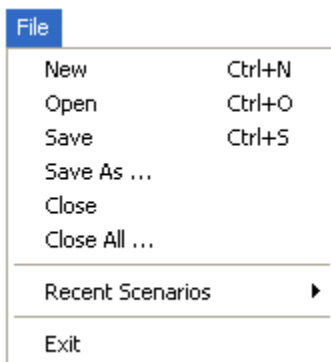 File
New Ctrl+N
Open Ctrl+O
Save Ctrl+S
Save As ...
Close
Close All ...
Recent Scenarios
Exit